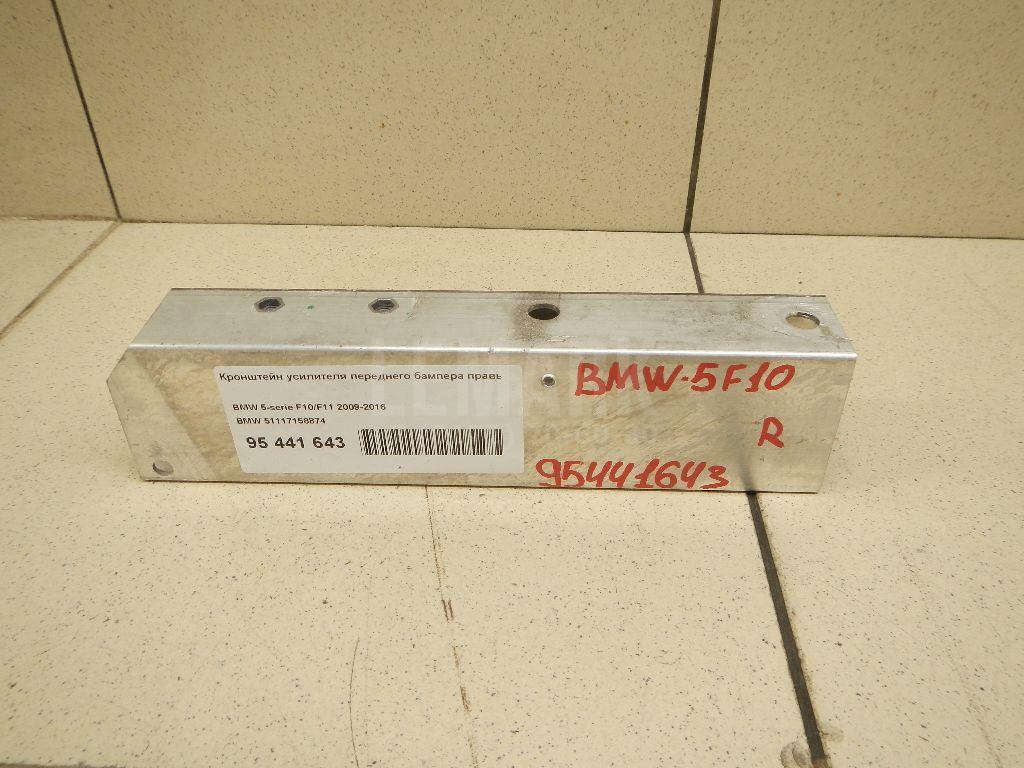 Кронштейн усилителя переднего бампера правы
BMW 5-serie F10/F11 2009-2016
BMW 51117158874
95 441 643
BMW-5F10
R
95441643